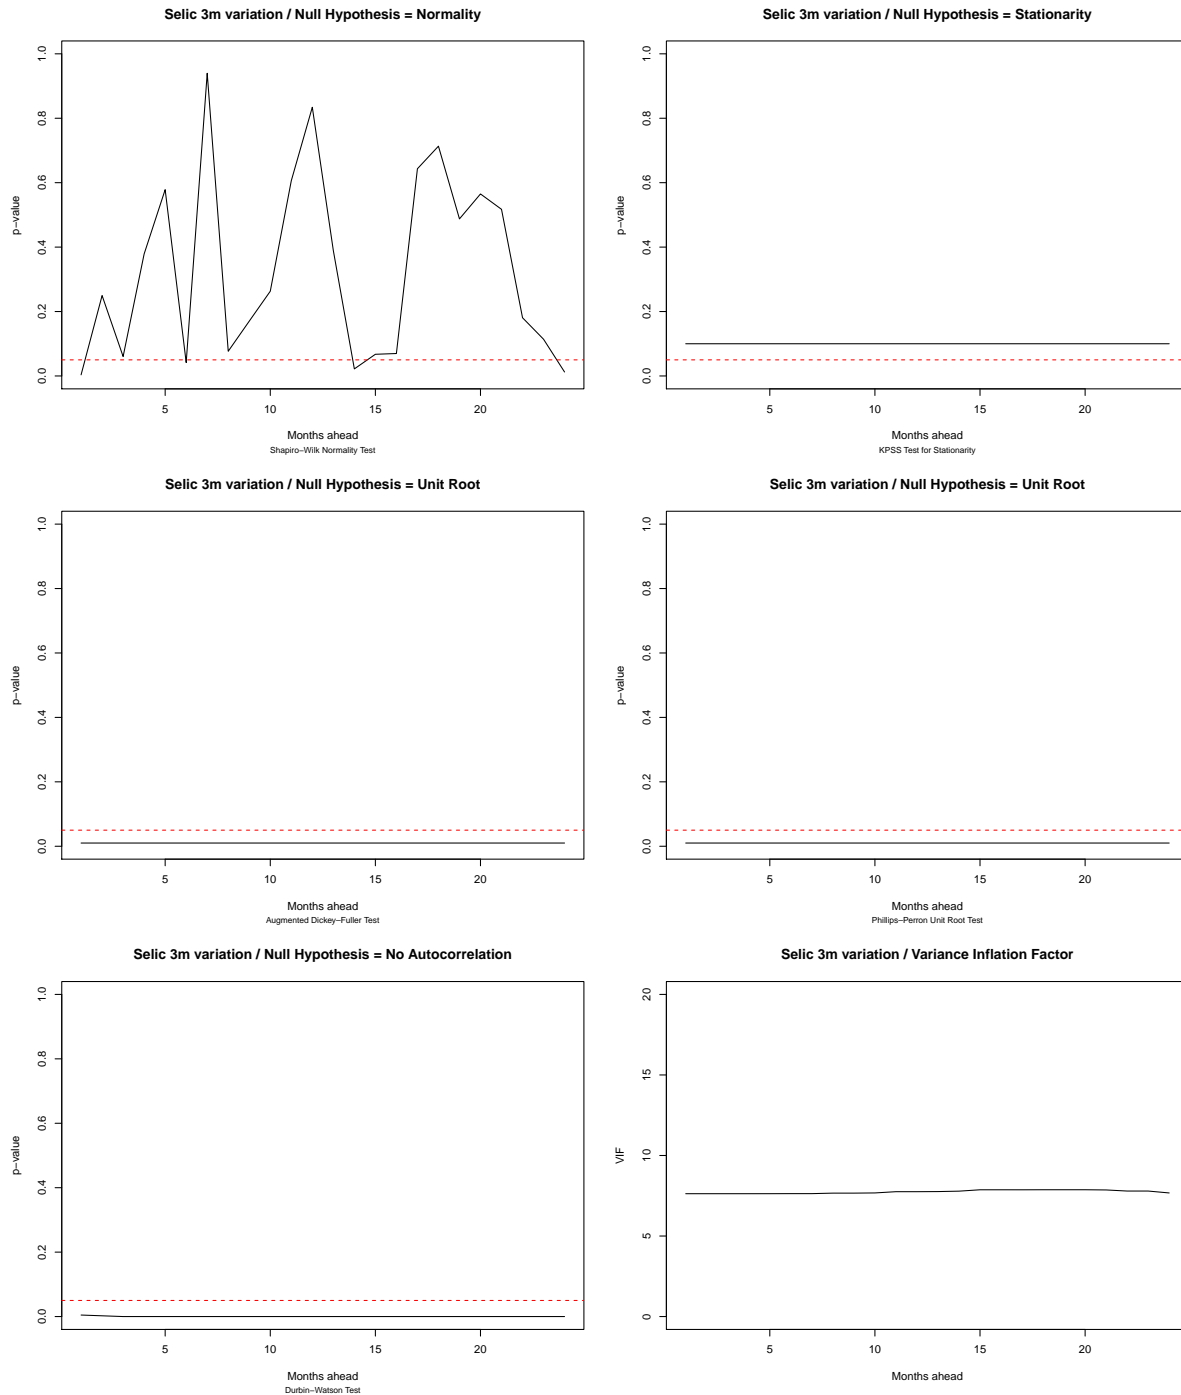 Selic 3m variation / Null Hypothesis = Normality
p−value
1.0
0.8
0.6
0.4
0.2
0.0
5 10 15 20
Months ahead
Shapiro−Wilk Normality Test
Selic 3m variation / Null Hypothesis = Stationarity
p−value
1.0
0.8
0.6
0.4
0.2
0.0
5 10 15 20
Months ahead
KPSS Test for Stationarity
Selic 3m variation / Null Hypothesis = Unit Root
p−value
1.0
0.8
0.6
0.4
0.2
0.0
5 10 15 20
Months ahead
Augmented Dickey−Fuller Test
Selic 3m variation / Null Hypothesis = Unit Root
p−value
1.0
0.8
0.6
0.4
0.2
0.0
5 10 15 20
Months ahead
Phillips−Perron Unit Root Test
Selic 3m variation / Null Hypothesis = No Autocorrelation
p−value
1.0
0.8
0.6
0.4
0.2
0.0
5 10 15 20
Months ahead
Durbin−Watson Test
Selic 3m variation / Variance Inflation Factor
VIF
20
15
10
5
0
5 10 15 20
Months ahead